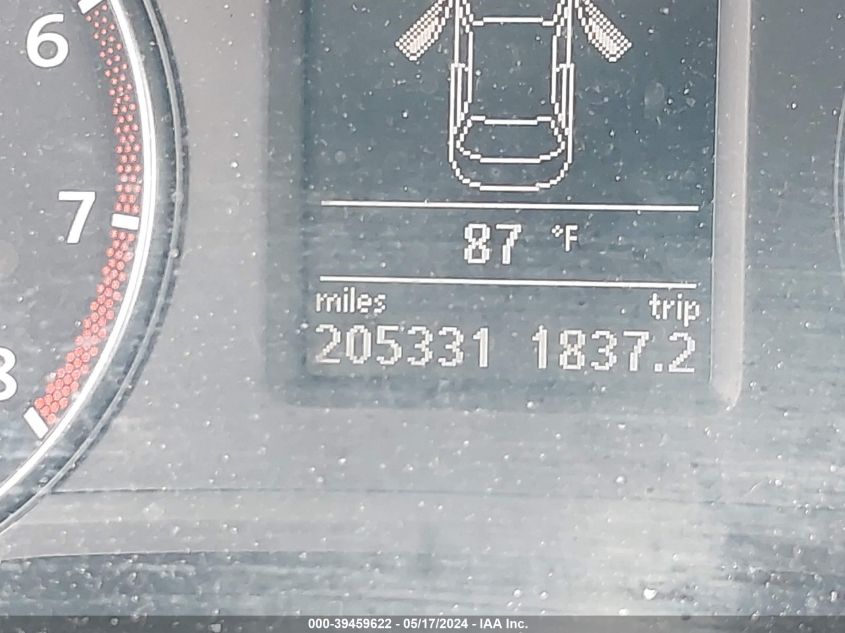 6
7
8
87 °F
miles trip
205331 1837.2
000-39459622 - 05/17/2024 - IAA Inc.